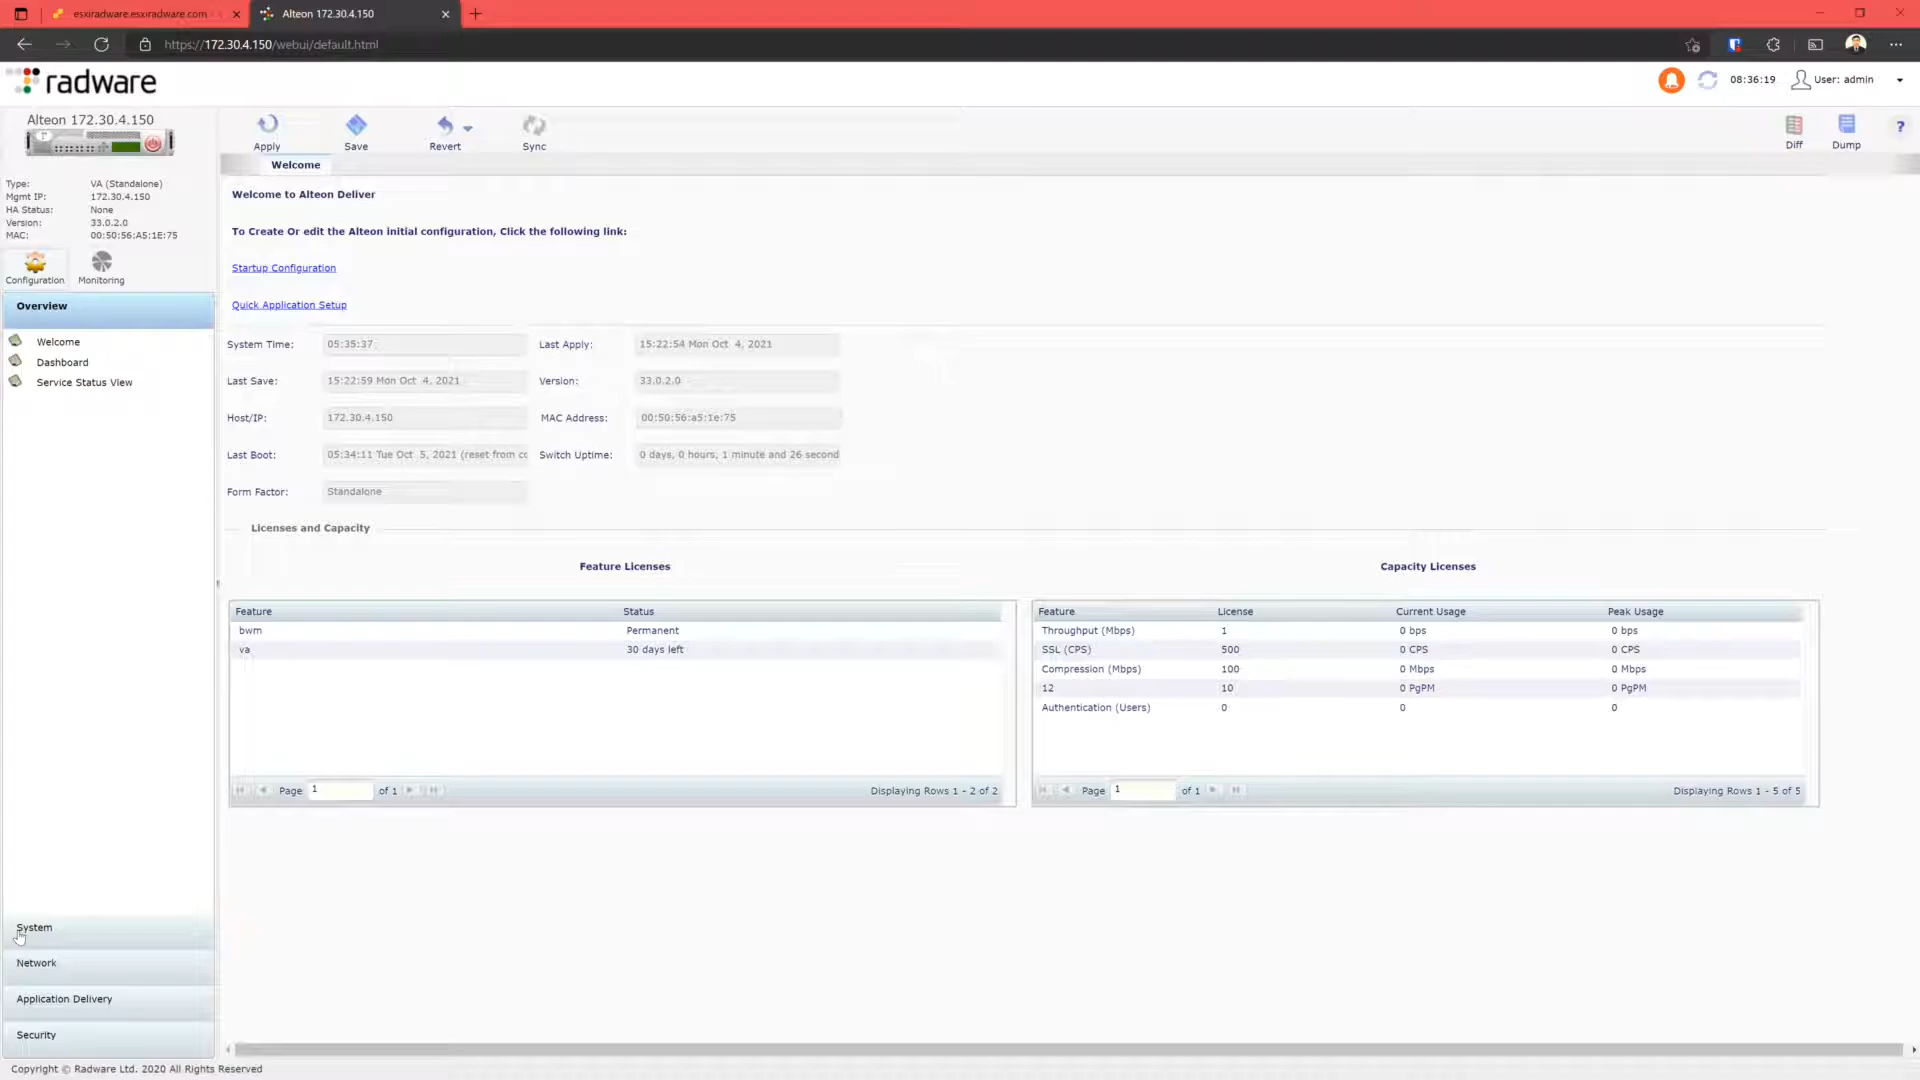 esxiradware.esxiradware.com
Alteon 172.30.4.150
https://172.30.4.150/webui/default.html
radware
08:36:19
User: admin
Alteon 172.30.4.150
Type: VA (Standalone)
Mgmt IP: 172.30.4.150
HA Status: None
Version: 33.0.2.0
MAC: 00:50:56:A5:1E:75
Configuration
Monitoring
Overview
Welcome
Dashboard
Service Status View
System
Network
Application Delivery
Security
Apply
Save
Revert
Sync
Diff
Dump
?
Welcome
Welcome to Alteon Deliver
To Create Or edit the Alteon initial configuration, Click the following link:
Startup Configuration
Quick Application Setup
System Time: 05:35:37 Last Apply: 15:22:54 Mon Oct 4, 2021
Last Save: 15:22:59 Mon Oct 4, 2021 Version: 33.0.2.0
Host/IP: 172.30.4.150 MAC Address: 00:50:56:a5:1e:75
Last Boot: 05:34:11 Tue Oct 5, 2021 (reset from cc Switch Uptime: 0 days, 0 hours, 1 minute and 26 second
Form Factor: Standalone
Licenses and Capacity
Feature Licenses
Feature Status
bwm Permanent
va 30 days left
Page 1 of 1 Displaying Rows 1 - 2 of 2
Capacity Licenses
Feature License Current Usage Peak Usage
Throughput (Mbps) 1 0 bps 0 bps
SSL (CPS) 500 0 CPS 0 CPS
Compression (Mbps) 100 0 Mbps 0 Mbps
12 10 0 PgPM 0 PgPM
Authentication (Users) 0 0 0
Page 1 of 1 Displaying Rows 1 - 5 of 5
Copyright © Radware Ltd. 2020 All Rights Reserved